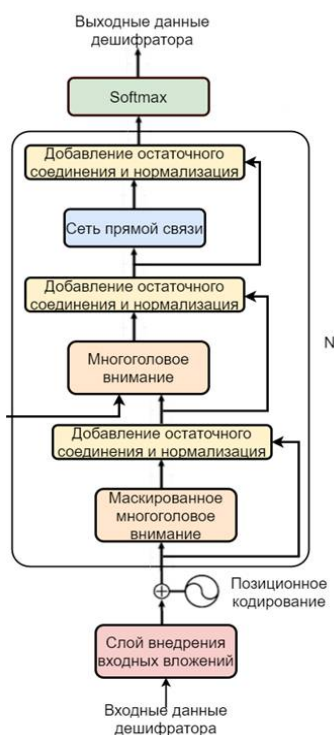 Выходные данные
дешифратора
Softmax
Добавление остаточного
соединения и нормализация
Сеть прямой связи
Добавление остаточного
соединения и нормализация
N
Многоголовое
внимание
Добавление остаточного
соединения и нормализация
Маскированное
многоголовое
внимание
Позиционное
кодирование
Слой внедрения
входных вложений
Входные данные
дешифратора